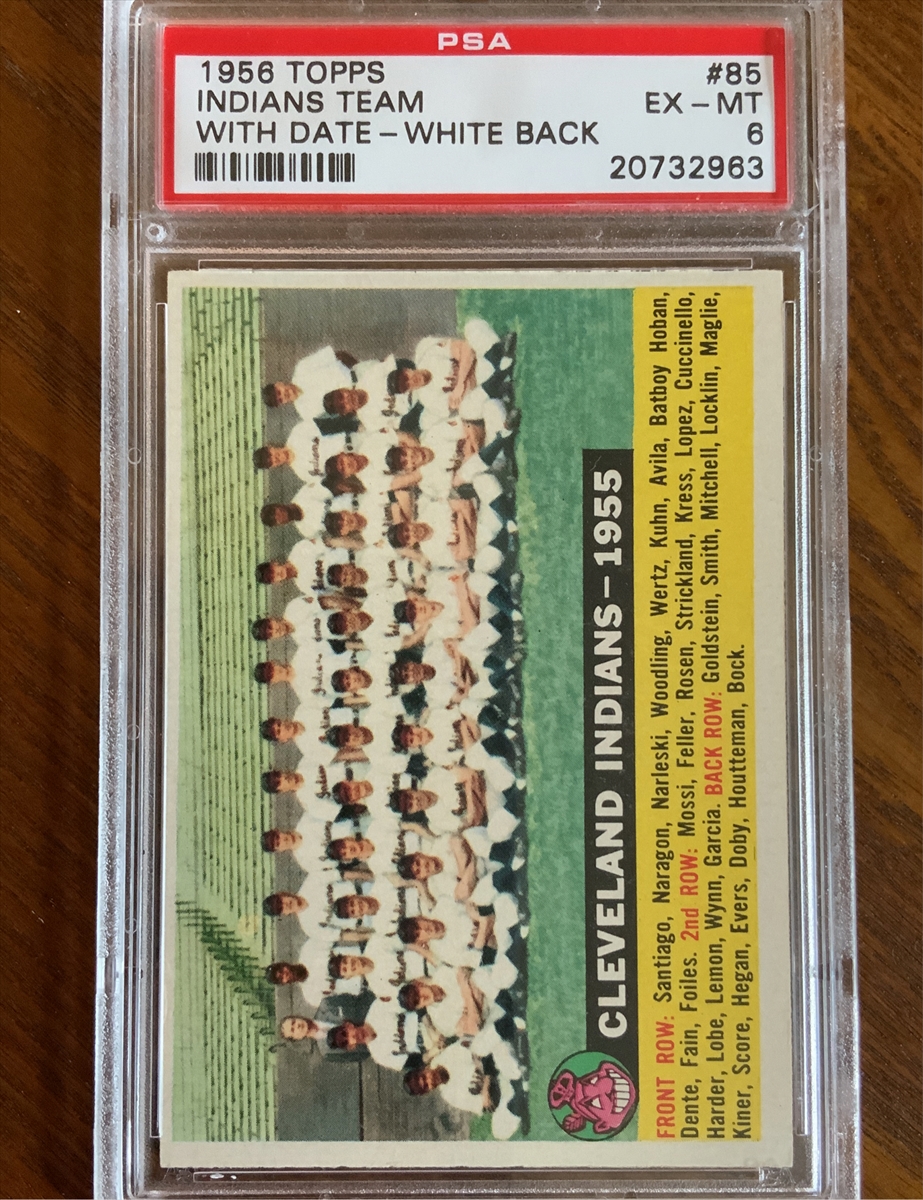 PSA
1956 TOPPS #85
INDIANS TEAM EX - MT
WITH DATE - WHITE BACK 6
20732963
CLEVELAND INDIANS - 1955
FRONT ROW: Santiago, Naragon, Narleski, Woodling, Wertz, Kuhn, Avila, Batboy Hoban,
Dente, Fain, Foiles. 2nd ROW: Mossi, Feller, Rosen, Strickland, Kress, Lopez, Cuccinello,
Harder, Lobe, Lemon, Wynn, Garcia. BACK ROW: Goldstein, Smith, Mitchell, Locklin, Maglie,
Kiner, Score, Hegan, Evers, Doby, Houtteman, Bock.